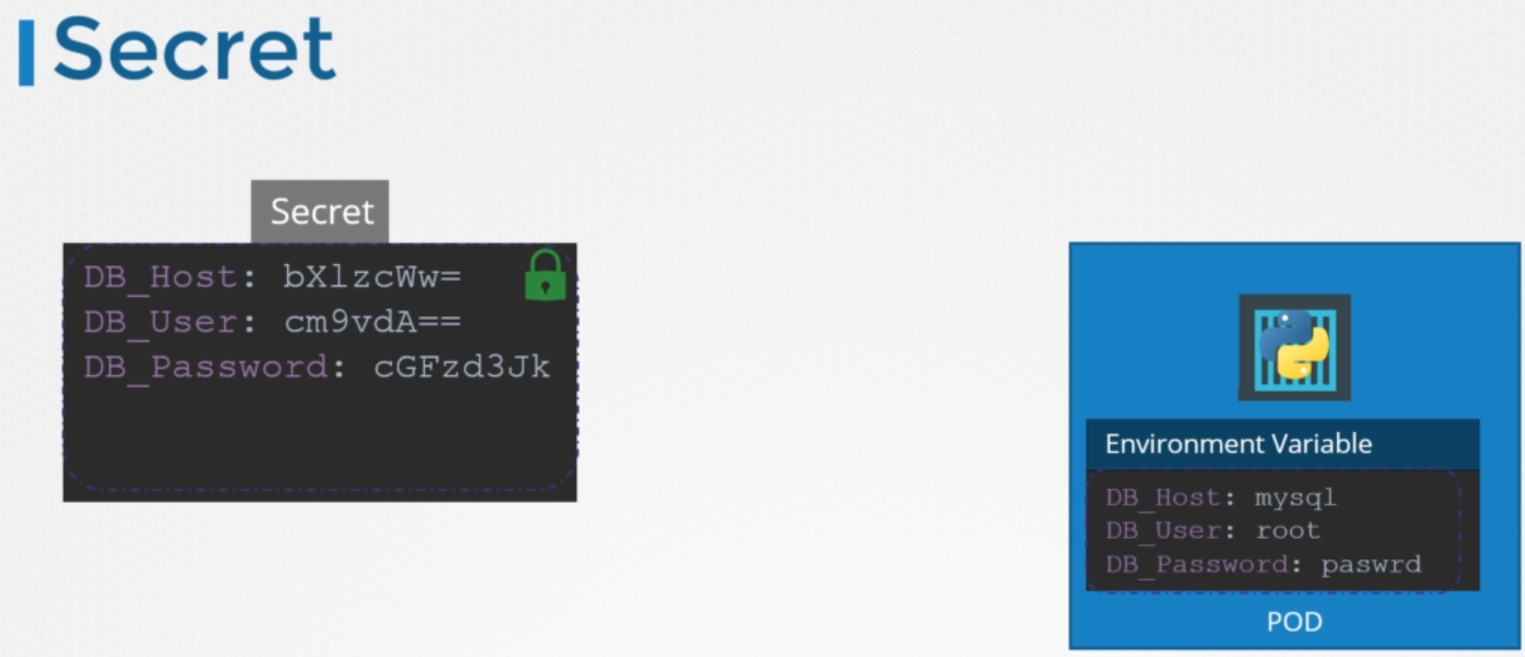 Secret
Secret
DB_Host: bXlzcWw=
DB_User: cm9vdA==
DB_Password: cGFzd3Jk
Environment Variable
DB_Host: mysql
DB_User: root
DB_Password: paswrd
POD